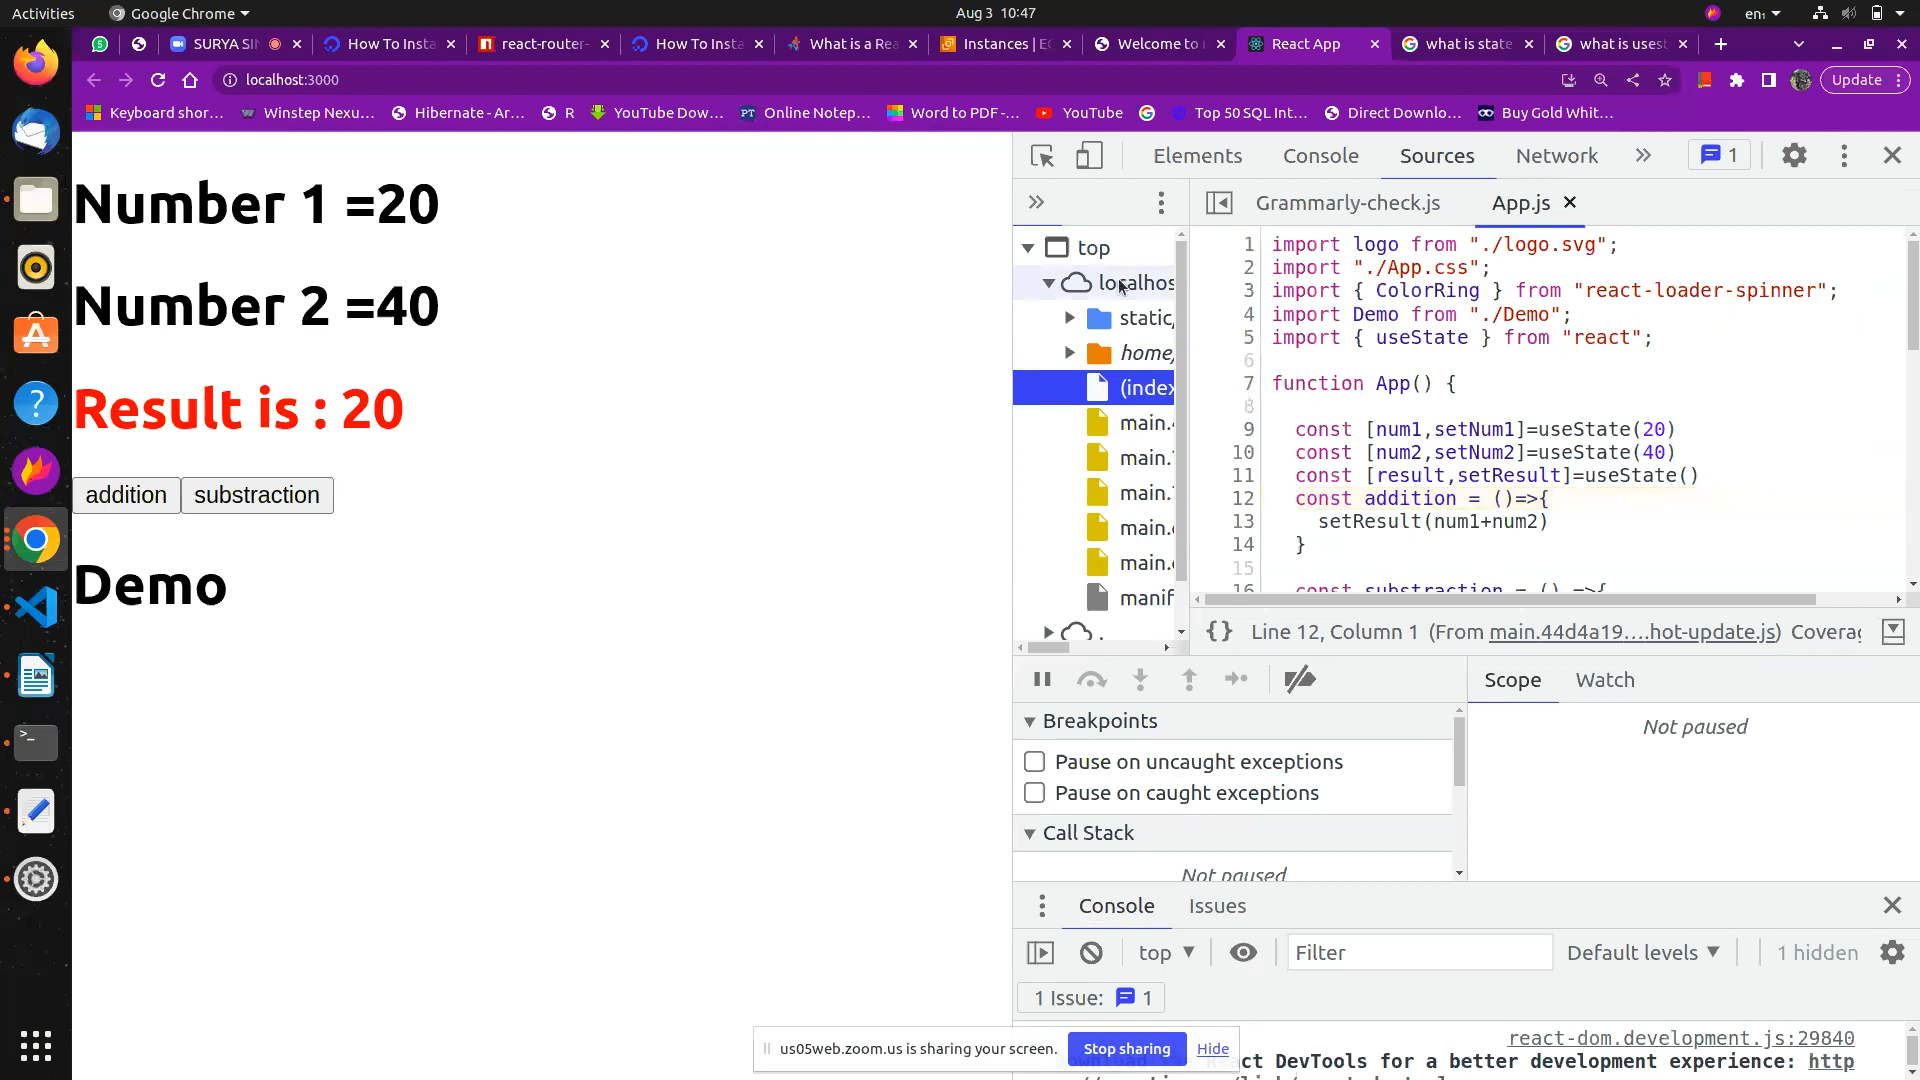 Activities
Google Chrome
Aug 3 10:47
en₁
SURYA SI
How To Insta
react-router-
How To Insta
What is a Rea
Instances | EC
Welcome to
React App
what is state
what is usest
localhost:3000
Update
Keyboard shor...
Winstep Nexu...
Hibernate - Ar...
R
YouTube Dow...
Online Notep...
Word to PDF -...
YouTube
Top 50 SQL Int...
Direct Downlo...
Buy Gold Whit...
Number 1 =20
Number 2 =40
Result is : 20
addition
substraction
Demo
Elements
Console
Sources
Network
1
Grammarly-check.js
App.js
top
localhos
static,
home,
(index
main.
main.
main.
main.
main.
manif
1 import logo from "./logo.svg";
2 import "./App.css";
3 import { ColorRing } from "react-loader-spinner";
4 import Demo from "./Demo";
5 import { useState } from "react";
6
7 function App() {
8
9 const [num1,setNum1]=useState(20)
10 const [num2,setNum2]=useState(40)
11 const [result,setResult]=useState()
12 const addition = ()=>{
13 setResult(num1+num2)
14 }
15
16 const substraction = () =>{
{} Line 12, Column 1 (From main.44d4a19….hot-update.js) Covera
Scope
Watch
Not paused
Breakpoints
Pause on uncaught exceptions
Pause on caught exceptions
Call Stack
Not paused
Console
Issues
top
Filter
Default levels
1 hidden
1 Issue: 1
react-dom.development.js:29840
React DevTools for a better development experience: http
us05web.zoom.us is sharing your screen.
Stop sharing
Hide